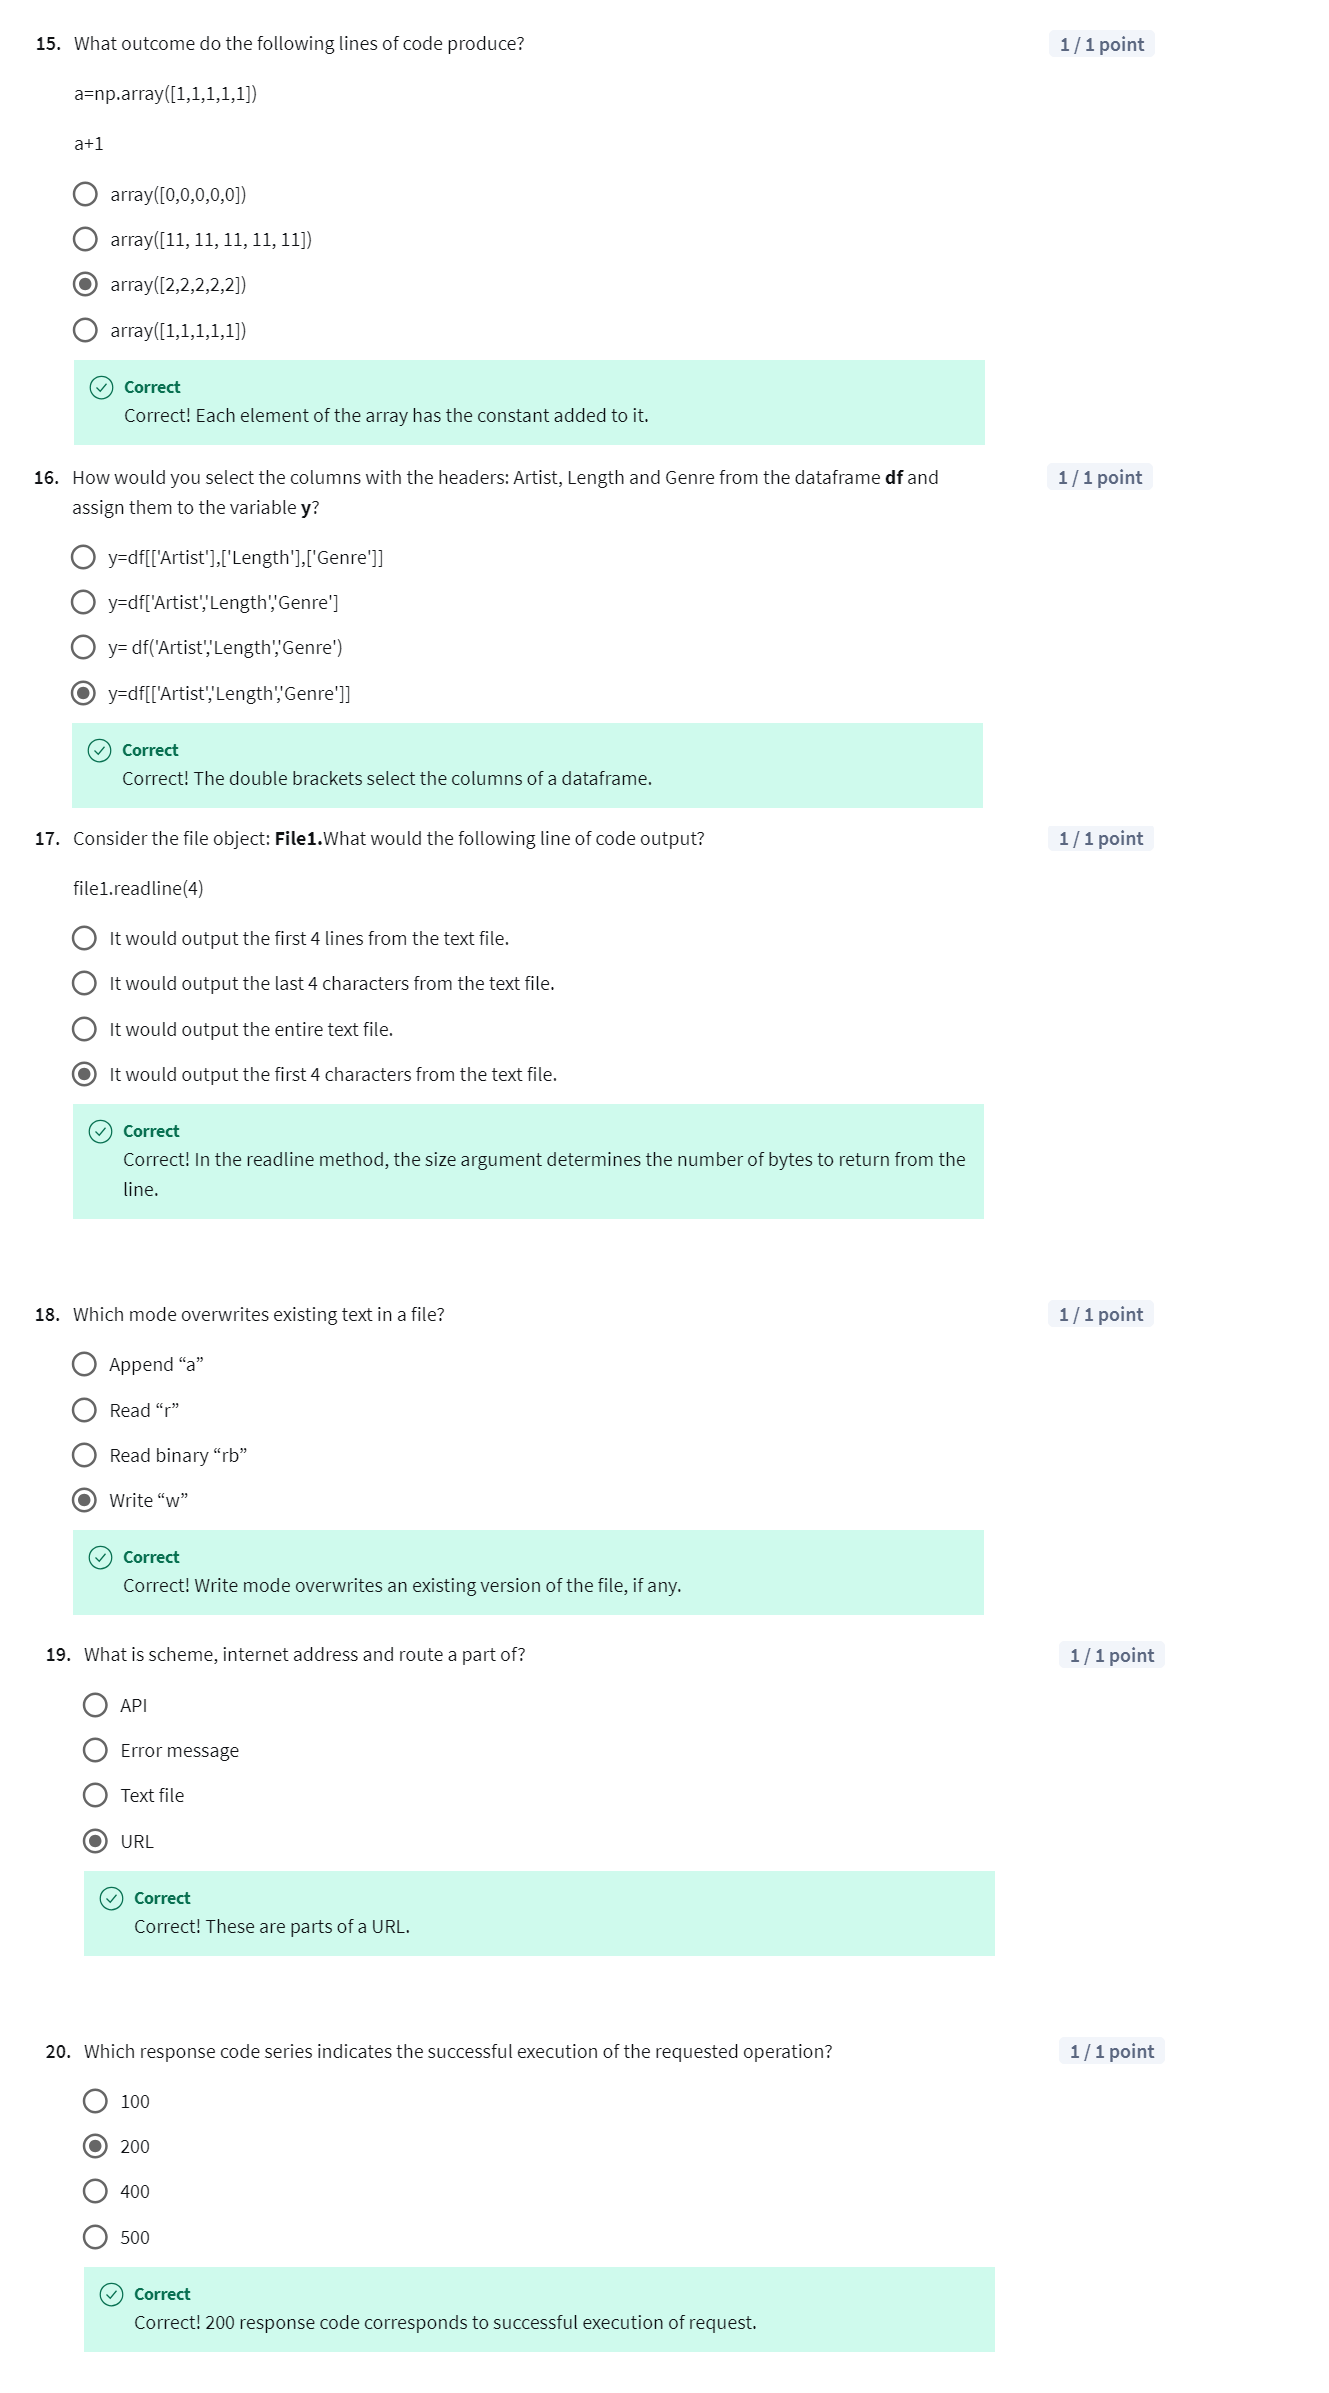 15. What outcome do the following lines of code produce?
1 / 1 point
a=np.array([1,1,1,1,1])
a+1
array([0,0,0,0,0])
array([11, 11, 11, 11, 11])
array([2,2,2,2,2])
array([1,1,1,1,1])
Correct
Correct! Each element of the array has the constant added to it.
16. How would you select the columns with the headers: Artist, Length and Genre from the dataframe df and
assign them to the variable y?
1 / 1 point
y=df[['Artist'],['Length'],['Genre']]
y=df['Artist','Length','Genre']
y= df('Artist','Length','Genre')
y=df[['Artist','Length','Genre']]
Correct
Correct! The double brackets select the columns of a dataframe.
17. Consider the file object: File1.What would the following line of code output?
1 / 1 point
file1.readline(4)
It would output the first 4 lines from the text file.
It would output the last 4 characters from the text file.
It would output the entire text file.
It would output the first 4 characters from the text file.
Correct
Correct! In the readline method, the size argument determines the number of bytes to return from the
line.
18. Which mode overwrites existing text in a file?
1 / 1 point
Append “a”
Read “r”
Read binary “rb”
Write “w”
Correct
Correct! Write mode overwrites an existing version of the file, if any.
19. What is scheme, internet address and route a part of?
1 / 1 point
API
Error message
Text file
URL
Correct
Correct! These are parts of a URL.
20. Which response code series indicates the successful execution of the requested operation?
1 / 1 point
100
200
400
500
Correct
Correct! 200 response code corresponds to successful execution of request.